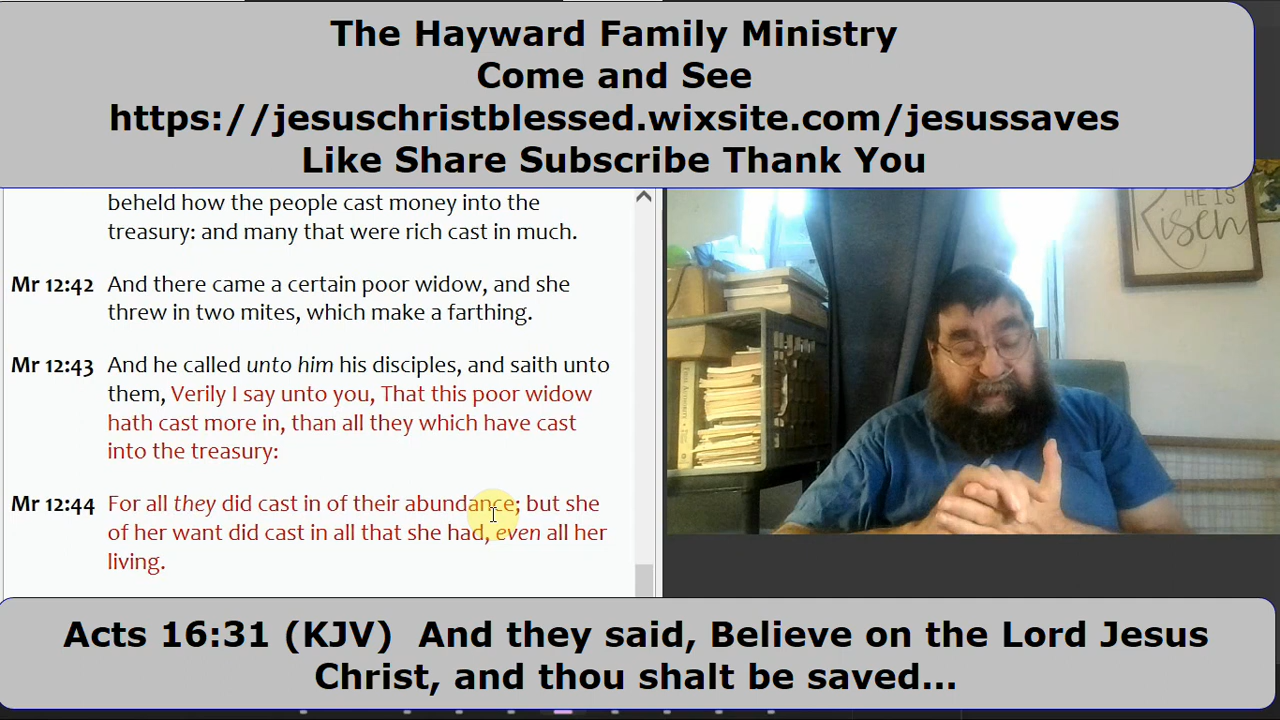 The Hayward Family Ministry
Come and See
https://jesuschristblessed.wixsite.com/jesussaves
Like Share Subscribe Thank You
beheld how the people cast money into the
treasury: and many that were rich cast in much.
Mr 12:42 And there came a certain poor widow, and she
threw in two mites, which make a farthing.
Mr 12:43 And he called unto him his disciples, and saith unto
them, Verily I say unto you, That this poor widow
hath cast more in, than all they which have cast
into the treasury:
Mr 12:44 For all they did cast in of their abundance; but she
of her want did cast in all that she had, even all her
living.
HE IS
Risen
Acts 16:31 (KJV) And they said, Believe on the Lord Jesus
Christ, and thou shalt be saved...